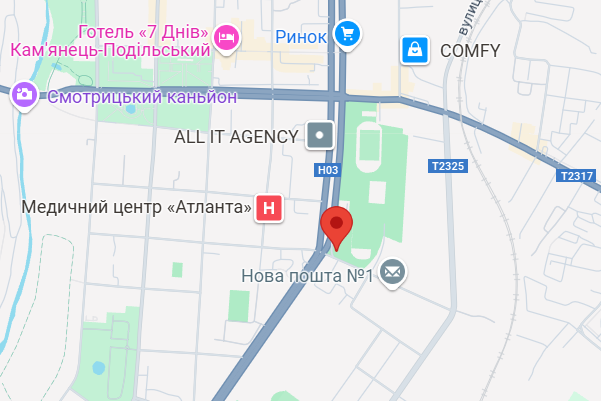 вулиц
Готель «7 Днів»
Кам'янець-Подільський
Ринок
COMFY
Смотрицький каньйон
ALL IT AGENCY
H03
T2325
T2317
Медичний центр «Атланта»
H
Нова пошта №1